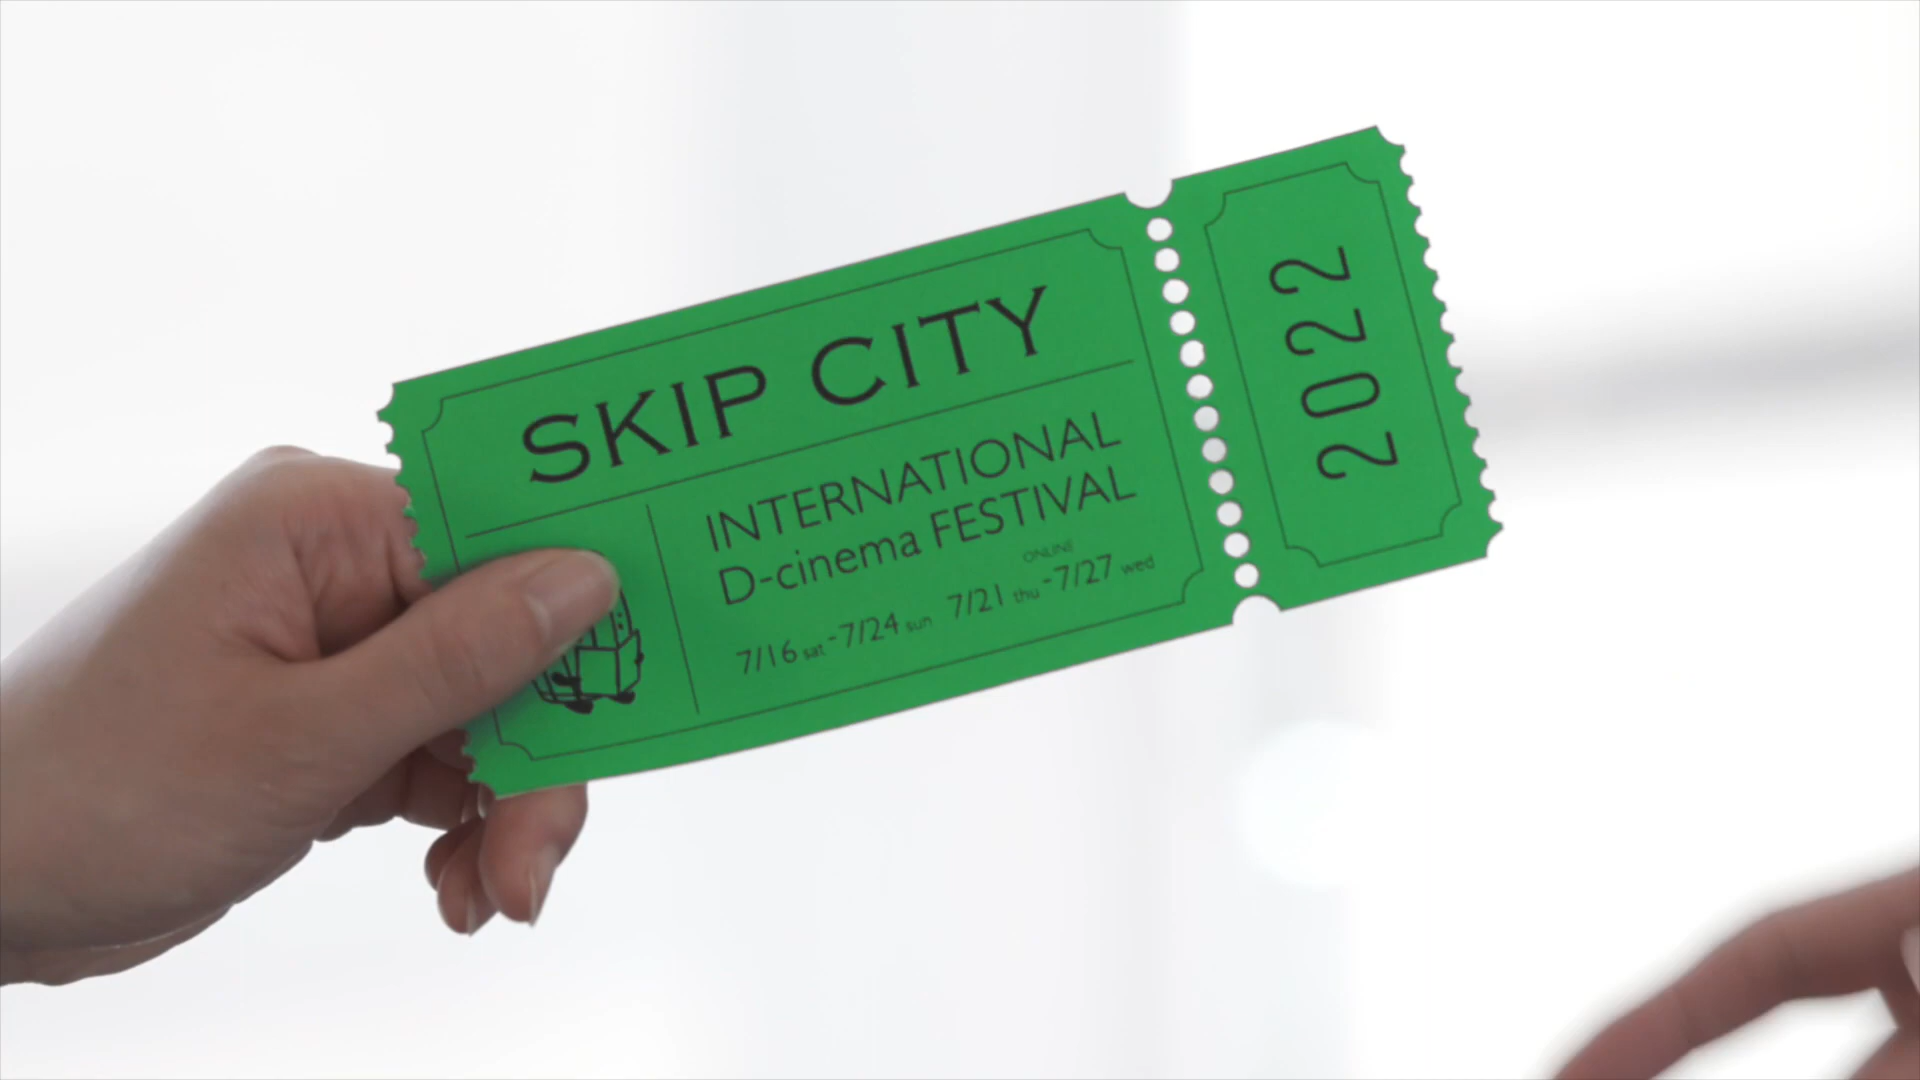 SKIP CITY
INTERNATIONAL
D-cinema FESTIVAL
ONLINE
7/16 sat -7/24 sun 7/21 thu -7/27 wed
2022